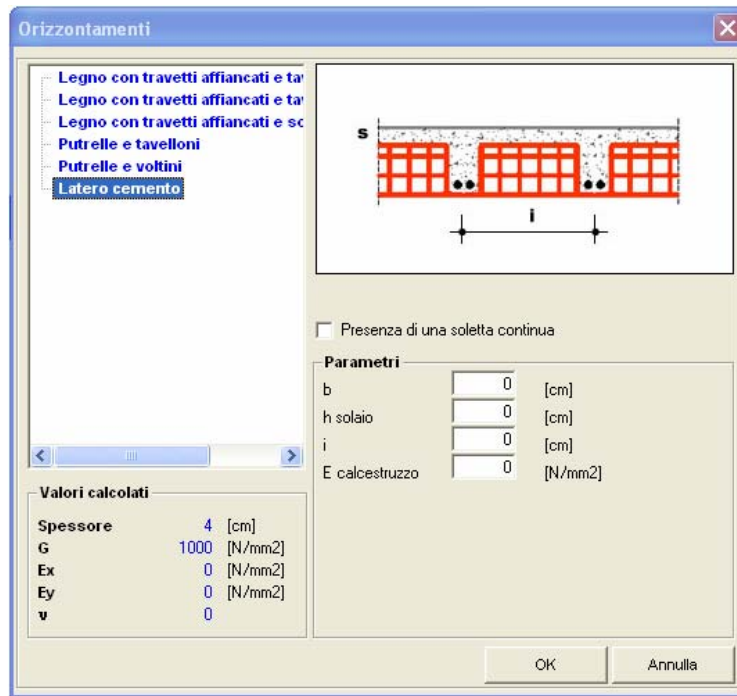 Orizzontamenti
Legno con travetti affiancati e ta
Legno con travetti affiancati e ta
Legno con travetti affiancati e so
Putrelle e tavelloni
Putrelle e voltini
Latero cemento
s
i
Presenza di una soletta continua
Parametri
b 0 [cm]
h solaio 0 [cm]
i 0 [cm]
E calcestruzzo 0 [N/mm2]
Valori calcolati
Spessore 4 [cm]
G 1000 [N/mm2]
Ex 0 [N/mm2]
Ey 0 [N/mm2]
υ 0
OK Annulla